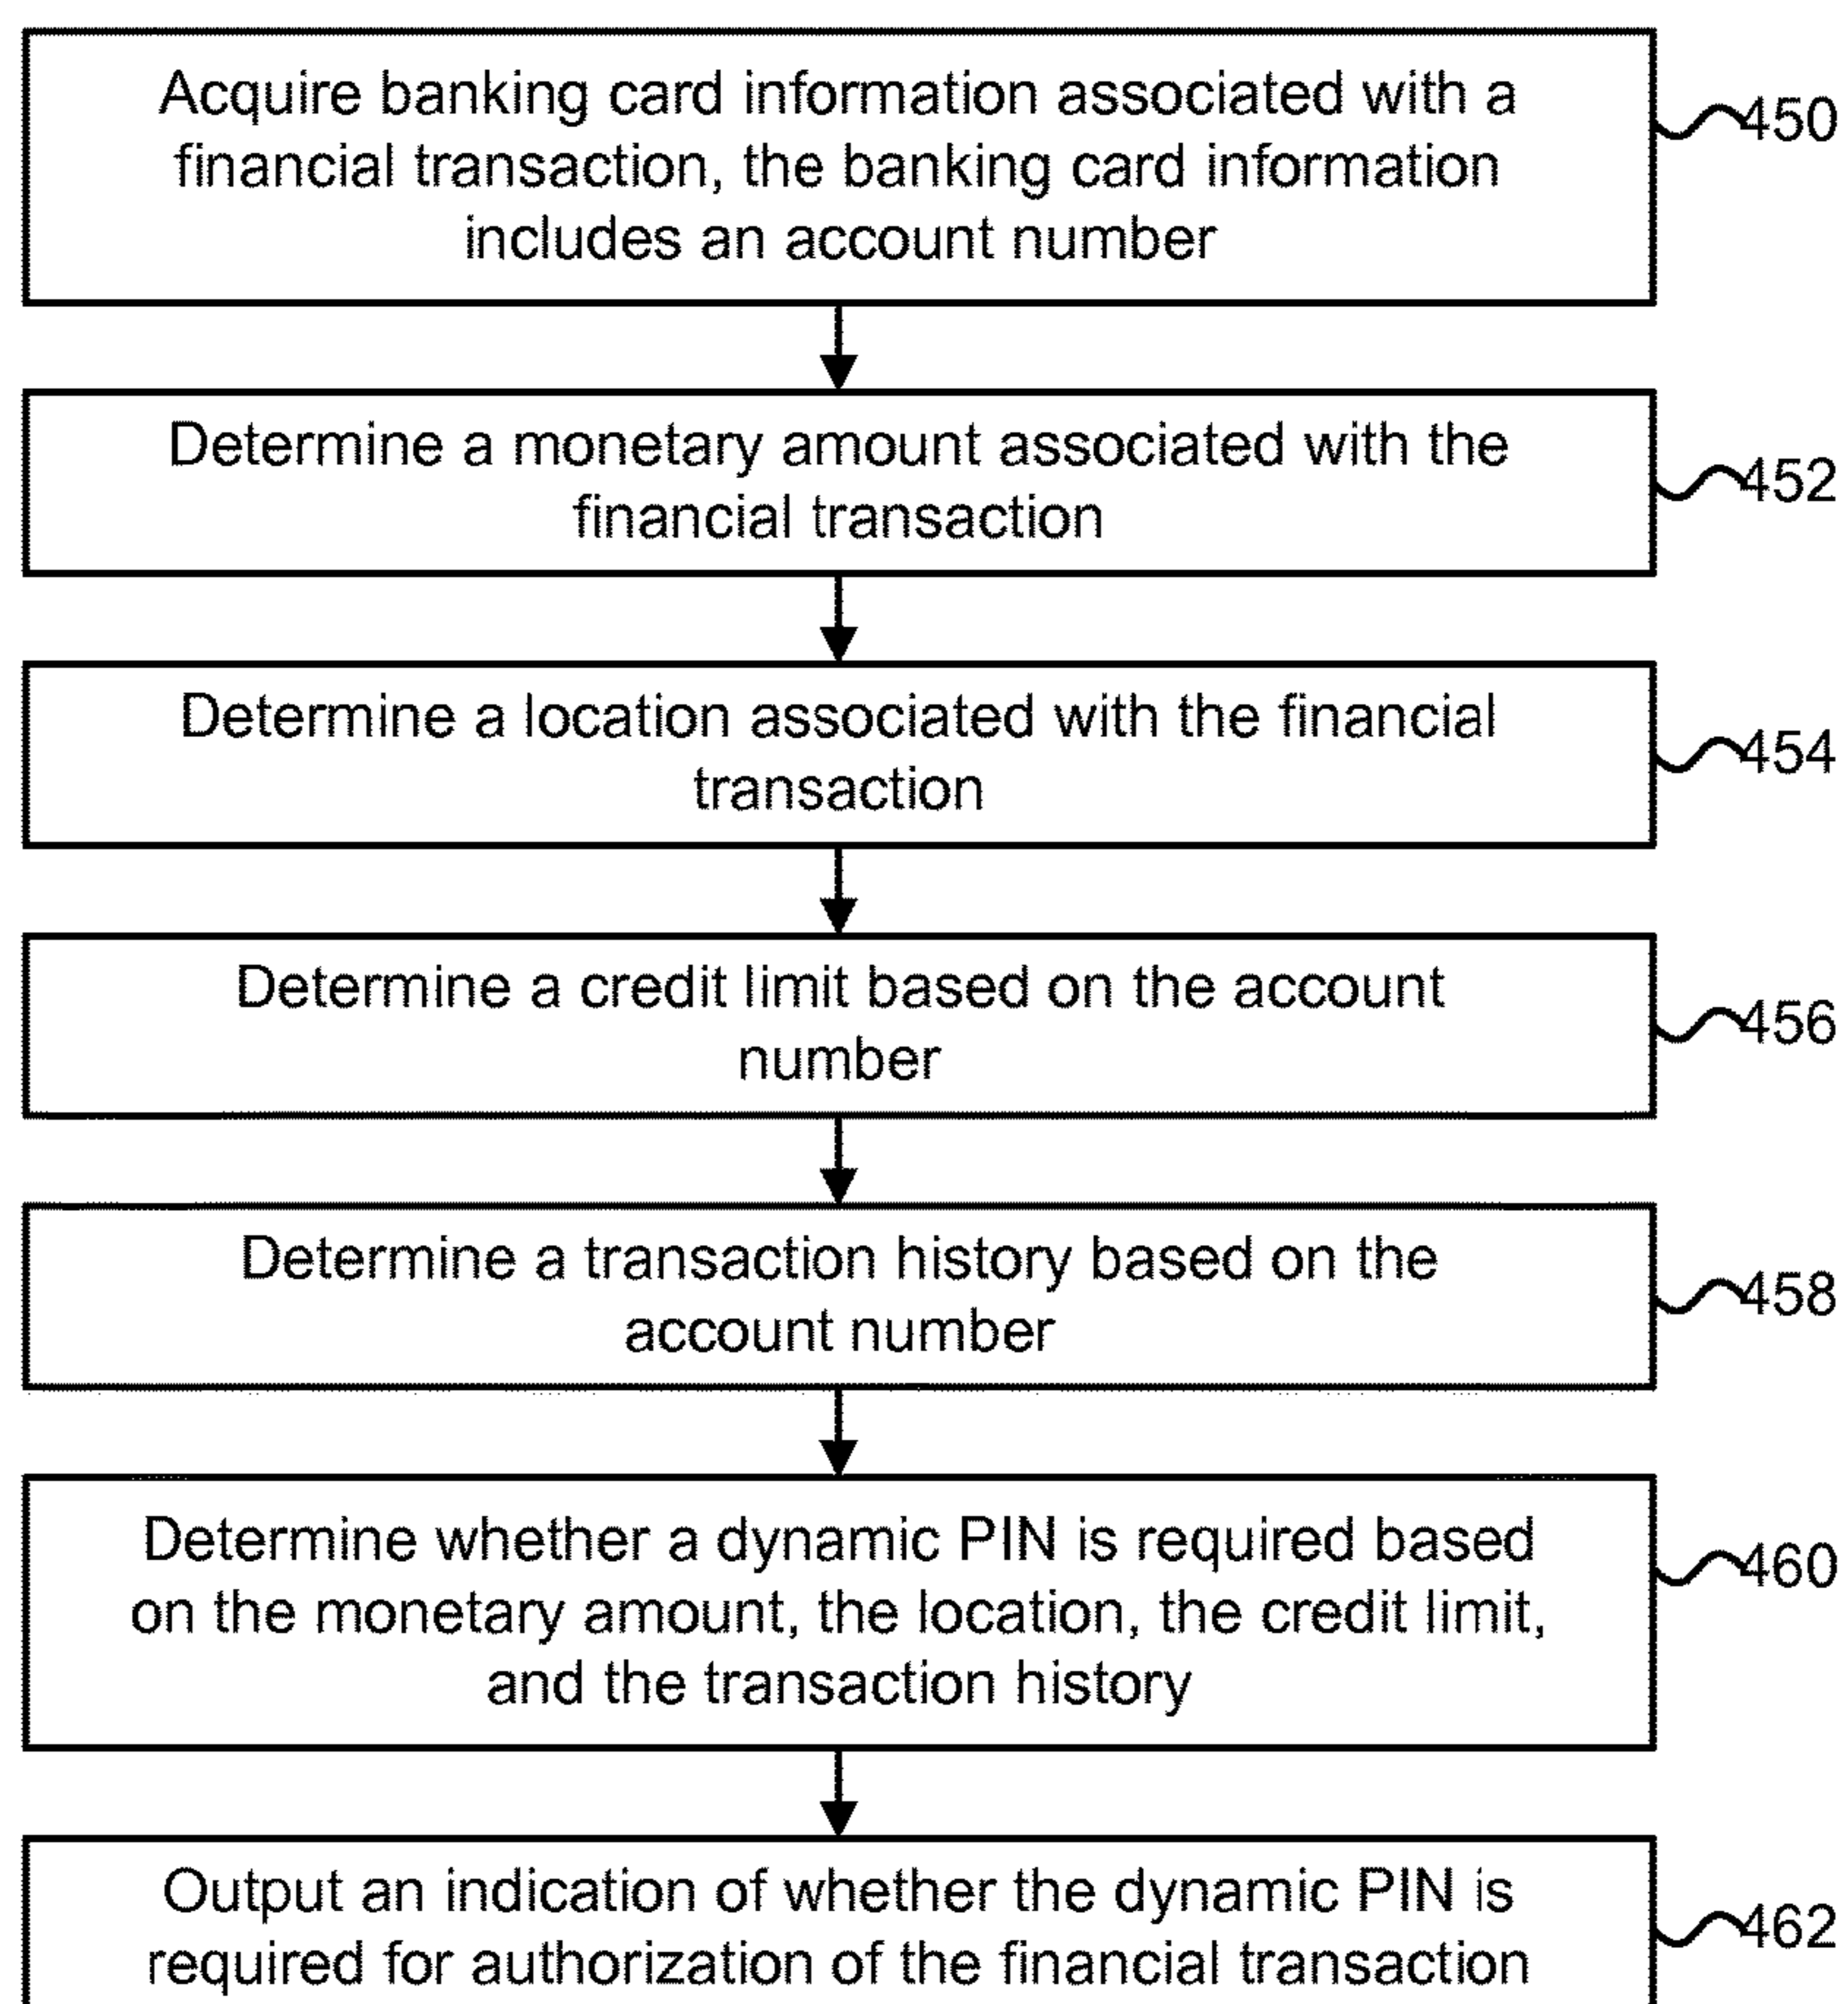 Acquire banking card information associated with a
financial transaction, the banking card information
includes an account number
450
Determine a monetary amount associated with the
financial transaction
452
Determine a location associated with the financial
transaction
454
Determine a credit limit based on the account
number
456
Determine a transaction history based on the
account number
458
Determine whether a dynamic PIN is required based
on the monetary amount, the location, the credit limit,
and the transaction history
460
Output an indication of whether the dynamic PIN is
required for authorization of the financial transaction
462